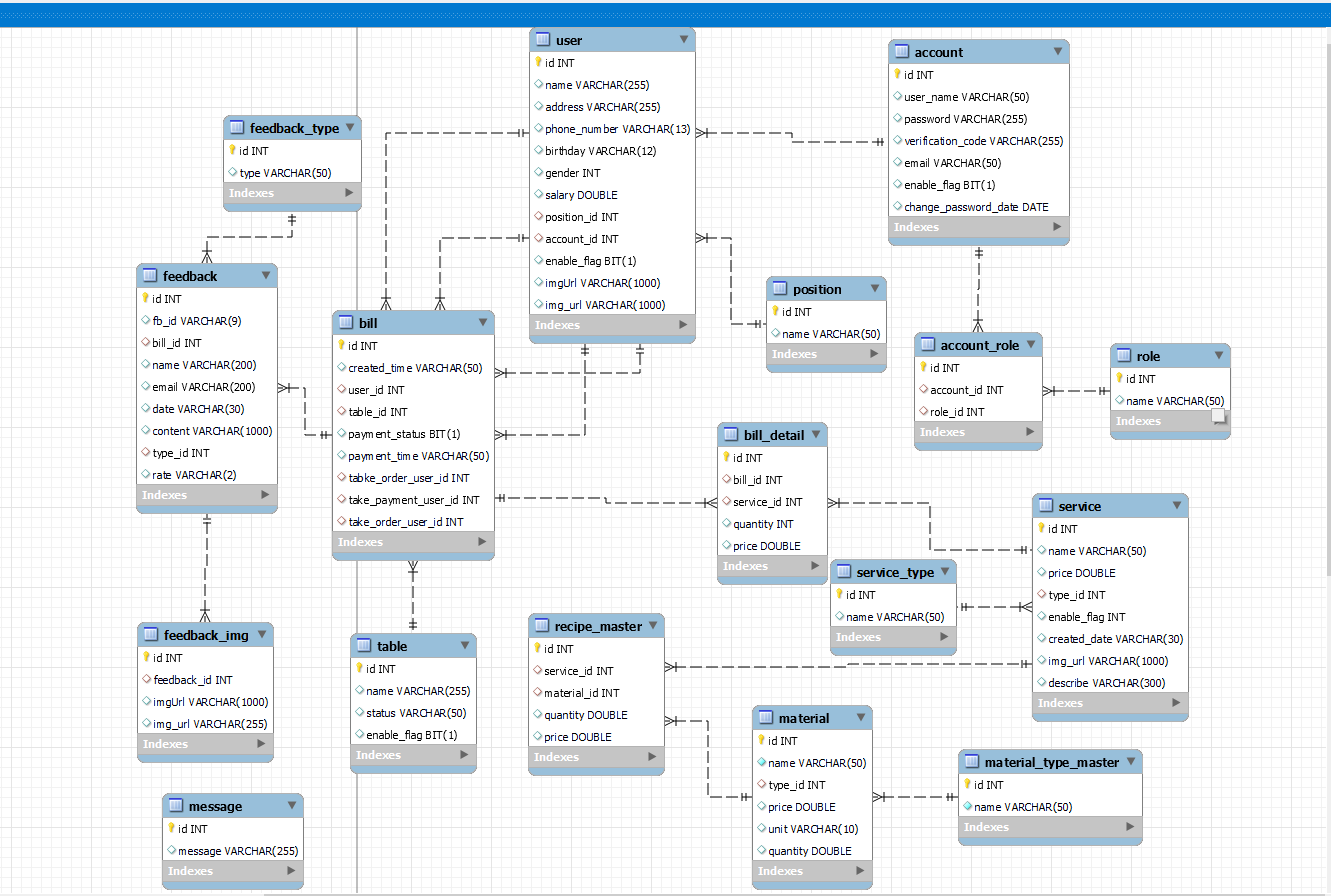 user
id INT
name VARCHAR(255)
address VARCHAR(255)
phone_number VARCHAR(13)
birthday VARCHAR(12)
gender INT
salary DOUBLE
position_id INT
account_id INT
enable_flag BIT(1)
imgUrl VARCHAR(1000)
img_url VARCHAR(1000)
Indexes
account
id INT
user_name VARCHAR(50)
password VARCHAR(255)
verification_code VARCHAR(255)
email VARCHAR(50)
enable_flag BIT(1)
change_password_date DATE
Indexes
feedback_type
id INT
type VARCHAR(50)
Indexes
feedback
id INT
fb_id VARCHAR(9)
bill_id INT
name VARCHAR(200)
email VARCHAR(200)
date VARCHAR(30)
content VARCHAR(1000)
type_id INT
rate VARCHAR(2)
Indexes
bill
id INT
created_time VARCHAR(50)
user_id INT
table_id INT
payment_status BIT(1)
payment_time VARCHAR(50)
tabke_order_user_id INT
take_payment_user_id INT
take_order_user_id INT
Indexes
position
id INT
name VARCHAR(50)
Indexes
account_role
id INT
account_id INT
role_id INT
Indexes
role
id INT
name VARCHAR(50)
Indexes
bill_detail
id INT
bill_id INT
service_id INT
quantity INT
price DOUBLE
Indexes
service
id INT
name VARCHAR(50)
price DOUBLE
type_id INT
enable_flag INT
created_date VARCHAR(30)
img_url VARCHAR(1000)
describe VARCHAR(300)
Indexes
service_type
id INT
name VARCHAR(50)
Indexes
feedback_img
id INT
feedback_id INT
imgUrl VARCHAR(1000)
img_url VARCHAR(255)
Indexes
table
id INT
name VARCHAR(255)
status VARCHAR(50)
enable_flag BIT(1)
Indexes
recipe_master
id INT
service_id INT
material_id INT
quantity DOUBLE
price DOUBLE
Indexes
material
id INT
name VARCHAR(50)
type_id INT
price DOUBLE
unit VARCHAR(10)
quantity DOUBLE
Indexes
material_type_master
id INT
name VARCHAR(50)
Indexes
message
id INT
message VARCHAR(255)
Indexes